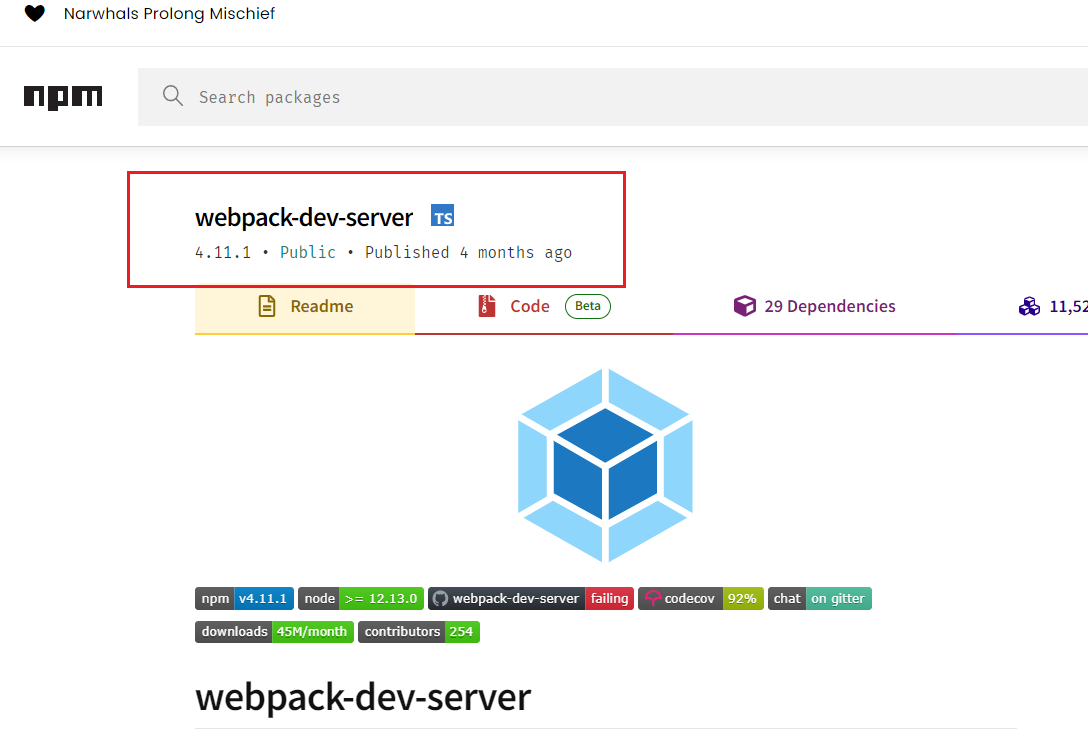 Narwhals Prolong Mischief
npm
Search packages
webpack-dev-server TS
4.11.1 • Public • Published 4 months ago
Readme Code Beta 29 Dependencies 11,52
npm v4.11.1 node >= 12.13.0 webpack-dev-server failing codecov 92% chat on gitter
downloads 45M/month contributors 254
webpack-dev-server